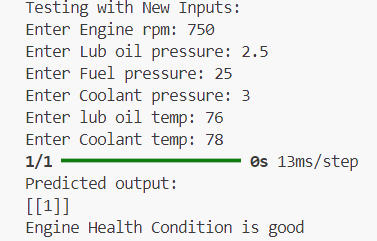 Testing with New Inputs:
Enter Engine rpm: 750
Enter Lub oil pressure: 2.5
Enter Fuel pressure: 25
Enter Coolant pressure: 3
Enter lub oil temp: 76
Enter Coolant temp: 78
1/1 ━━━━━━━━━━━━━━━━━━━━ 0s 13ms/step
Predicted output:
[[1]]
Engine Health Condition is good